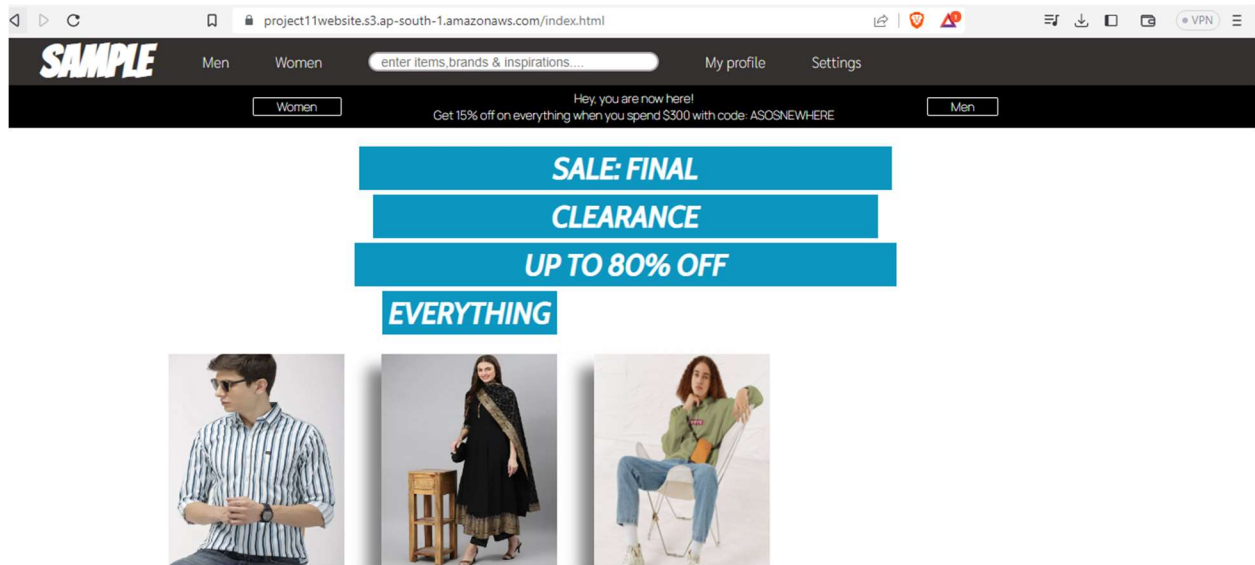 project11website.s3.ap-south-1.amazonaws.com/index.html
VPN
SAMPLE Men Women enter items,brands & inspirations.... My profile Settings
Women
Hey, you are now here!
Get 15% off on everything when you spend $300 with code: ASOSNEWHERE
Men
SALE: FINAL
CLEARANCE
UP TO 80% OFF
EVERYTHING